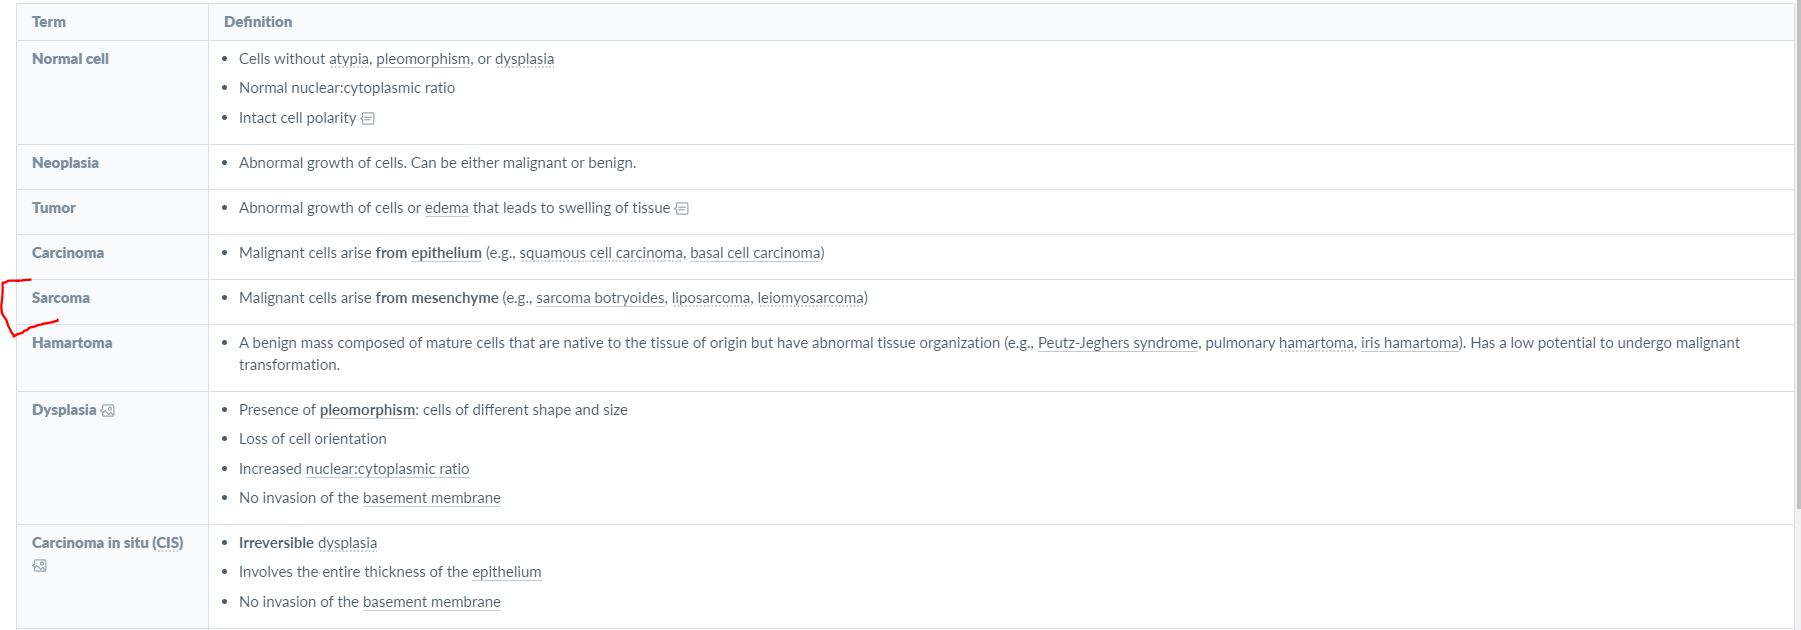 Term Definition
Normal cell • Cells without atypia, pleomorphism, or dysplasia
• Normal nuclear:cytoplasmic ratio
• Intact cell polarity
Neoplasia • Abnormal growth of cells. Can be either malignant or benign.
Tumor • Abnormal growth of cells or edema that leads to swelling of tissue
Carcinoma • Malignant cells arise from epithelium (e.g., squamous cell carcinoma, basal cell carcinoma)
Sarcoma • Malignant cells arise from mesenchyme (e.g., sarcoma botryoides, liposarcoma, leiomyosarcoma)
Hamartoma • A benign mass composed of mature cells that are native to the tissue of origin but have abnormal tissue organization (e.g., Peutz-Jeghers syndrome, pulmonary hamartoma, iris hamartoma). Has a low potential to undergo malignant
transformation.
Dysplasia • Presence of pleomorphism: cells of different shape and size
• Loss of cell orientation
• Increased nuclear:cytoplasmic ratio
• No invasion of the basement membrane
Carcinoma in situ (CIS) • Irreversible dysplasia
• Involves the entire thickness of the epithelium
• No invasion of the basement membrane